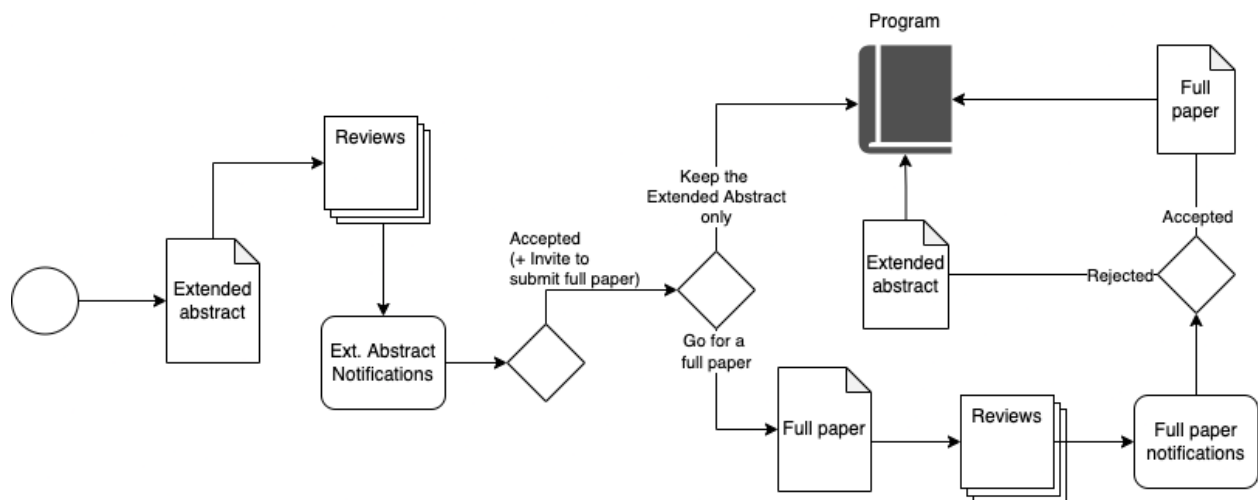 Program
Full
paper
Reviews
Keep the
Extended Abstract
only
Accepted
Accepted
(+ Invite to
submit full paper)
Extended
abstract
Rejected
Extended
abstract
Ext. Abstract
Notifications
Go for a
full paper
Full paper
Reviews
Full paper
notifications